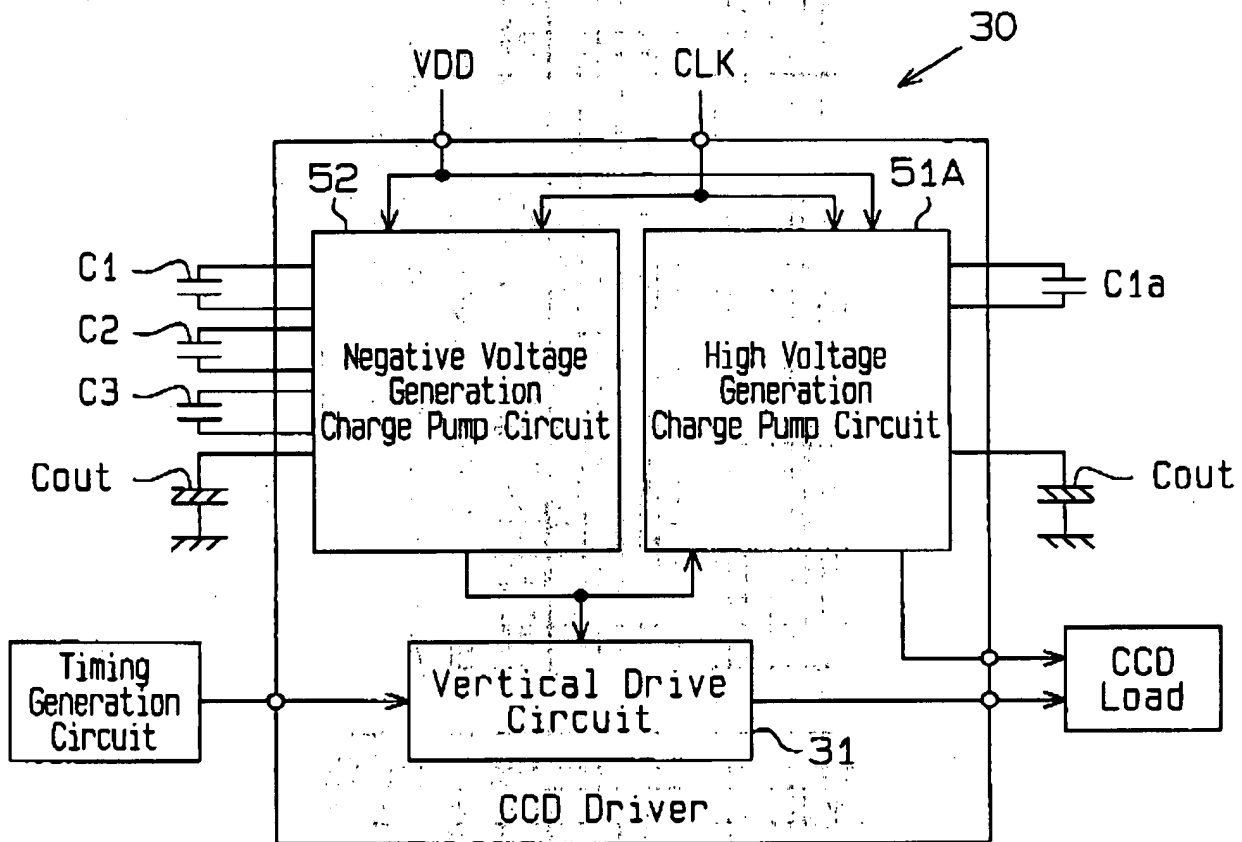 30
VDD
CLK
52
51A
C1
C2
C3
Cout
Negative Voltage
Generation
Charge Pump Circuit
High Voltage
Generation
Charge Pump Circuit
C1a
Cout
Timing
Generation
Circuit
Vertical Drive
Circuit
31
CCD
Load
CCD Driver